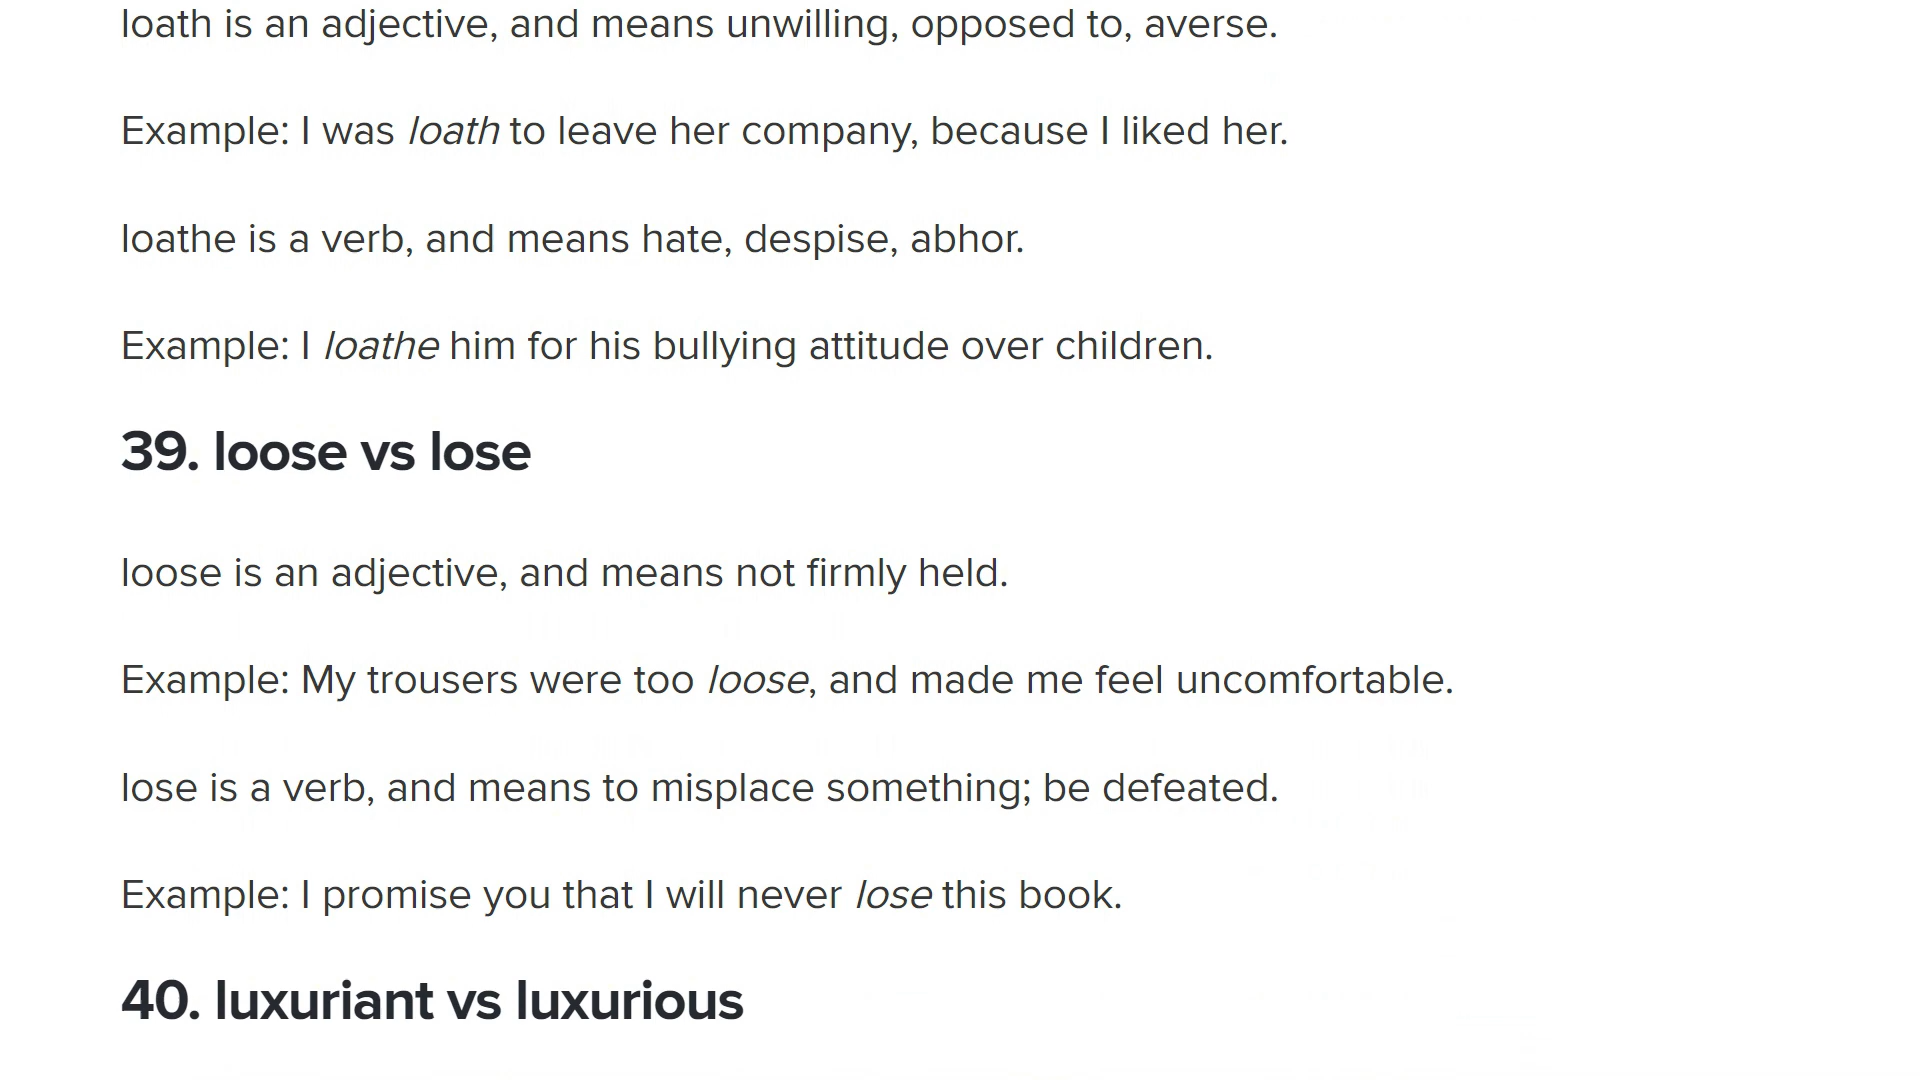 loath is an adjective, and means unwilling, opposed to, averse.
Example: I was loath to leave her company, because I liked her.
loathe is a verb, and means hate, despise, abhor.
Example: I loathe him for his bullying attitude over children.
39. loose vs lose
loose is an adjective, and means not firmly held.
Example: My trousers were too loose, and made me feel uncomfortable.
lose is a verb, and means to misplace something; be defeated.
Example: I promise you that I will never lose this book.
40. luxuriant vs luxurious